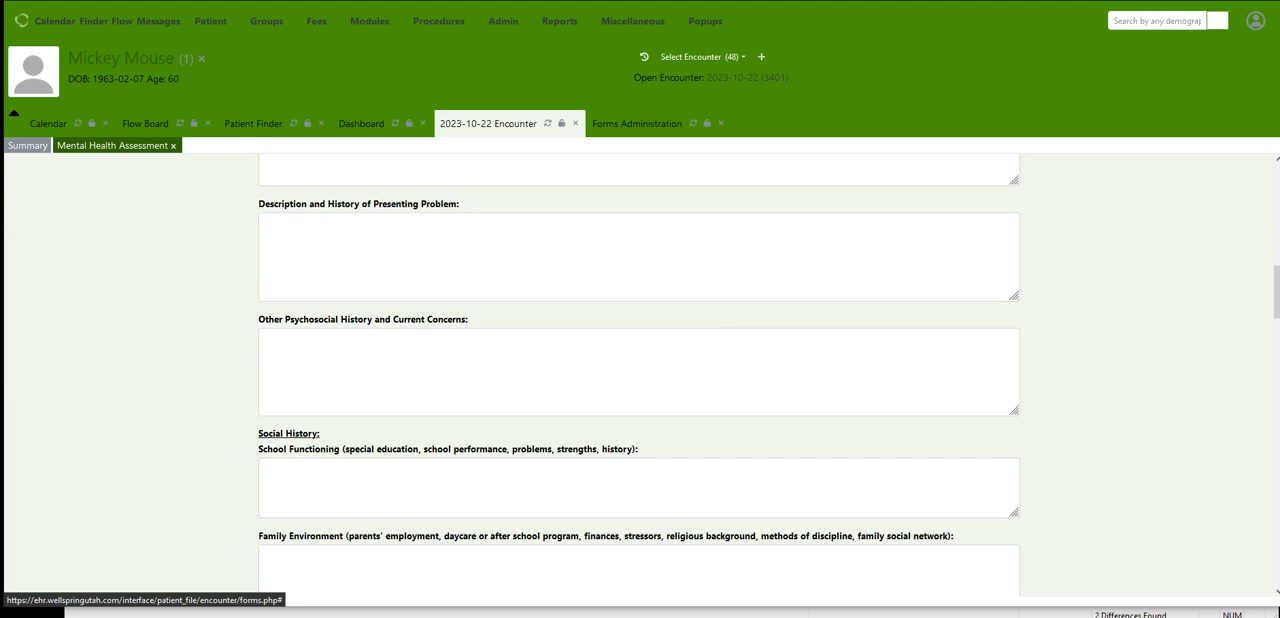 Calendar Finder Flow Messages Patient Groups Fees Modules Procedures Admin Reports Miscellaneous Popups Search by any demograp
Mickey Mouse (1) ×
Select Encounter (48) +
DOB: 1963-02-07 Age: 60
Open Encounter: 2023-10-22 (3401)
Calendar × Flow Board × Patient Finder × Dashboard × 2023-10-22 Encounter × Forms Administration ×
Summary Mental Health Assessment ×
Description and History of Presenting Problem:
Other Psychosocial History and Current Concerns:
Social History:
School Functioning (special education, school performance, problems, strengths, history):
Family Environment (parents' employment, daycare or after school program, finances, stressors, religious background, methods of discipline, family social network):
https://ehr.wellspringutah.com/interface/patient_file/encounter/forms.php#
2 Differences Found NUM